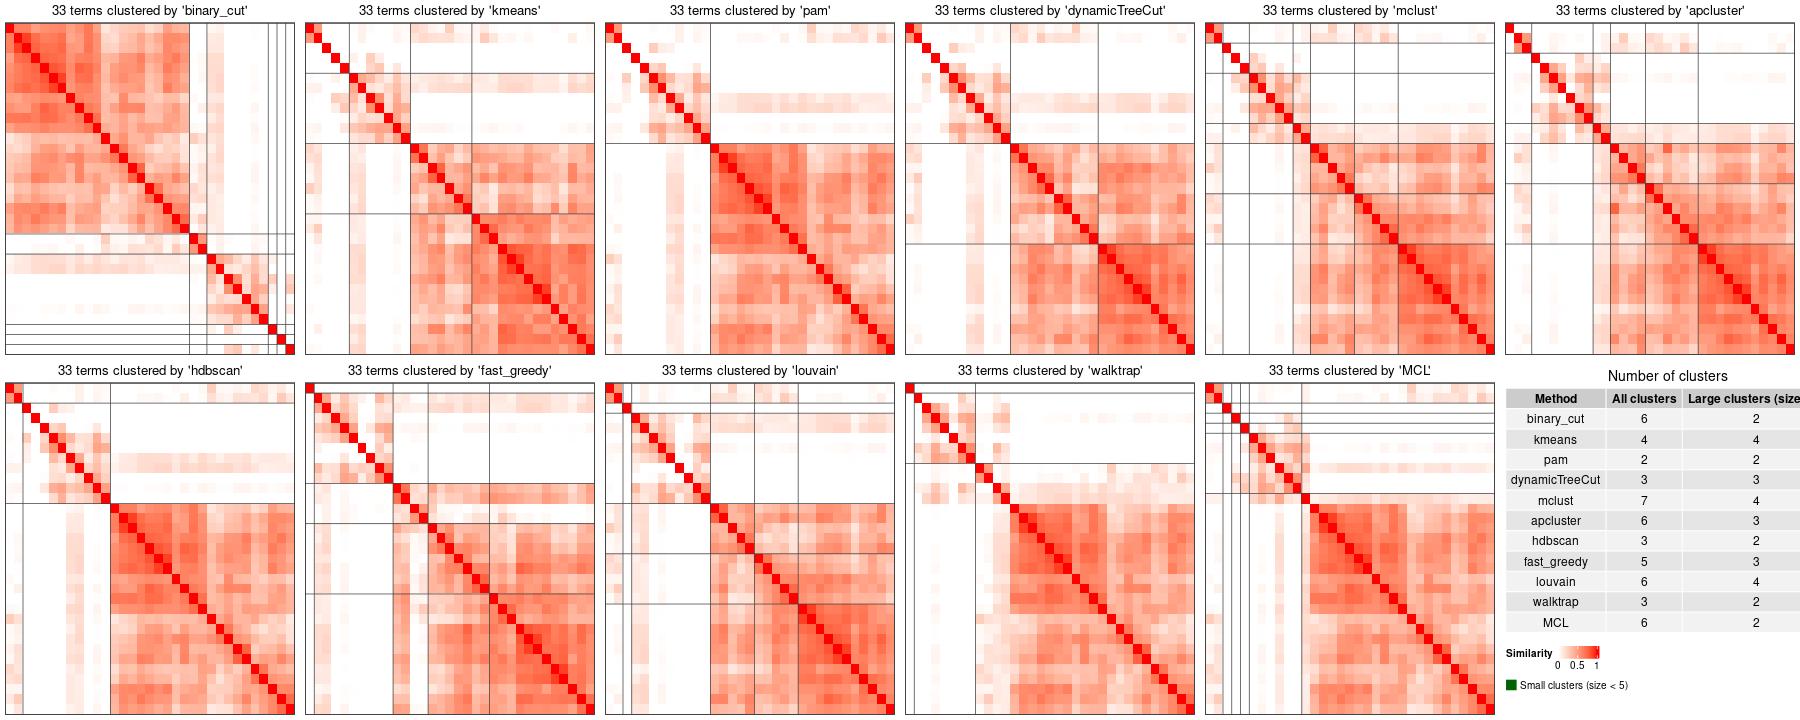 33 terms clustered by 'binary_cut'
33 terms clustered by 'kmeans'
33 terms clustered by 'pam'
33 terms clustered by 'dynamicTreeCut'
33 terms clustered by 'mclust'
33 terms clustered by 'apcluster'
33 terms clustered by 'hdbscan'
33 terms clustered by 'fast_greedy'
33 terms clustered by 'louvain'
33 terms clustered by 'walktrap'
33 terms clustered by 'MCL'
Number of clusters
Method All clusters Large clusters (size
binary_cut 6 2
kmeans 4 4
pam 2 2
dynamicTreeCut 3 3
mclust 7 4
apcluster 6 3
hdbscan 3 2
fast_greedy 5 3
louvain 6 4
walktrap 3 2
MCL 6 2
Similarity
0 0.5 1
Small clusters (size < 5)